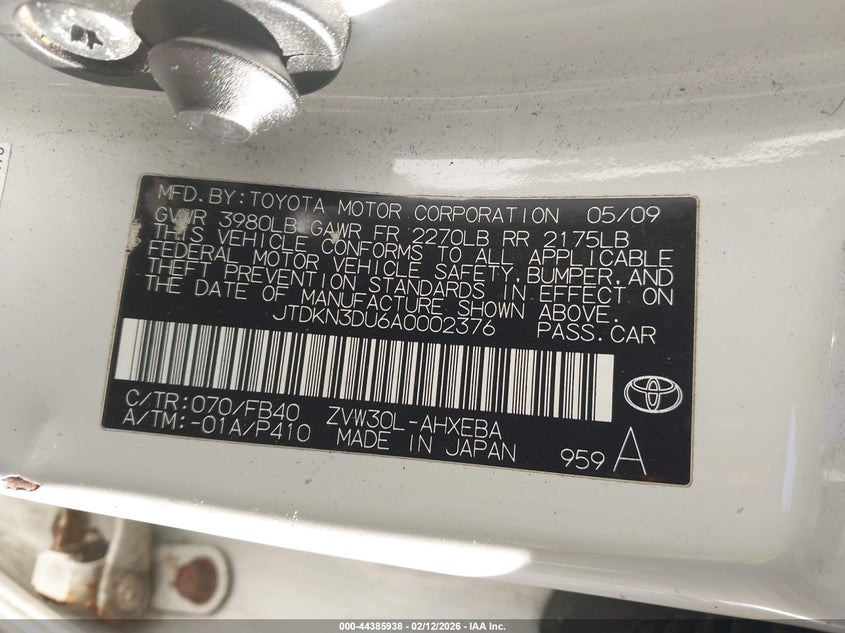 MFD. BY: TOYOTA MOTOR CORPORATION 05/09
GVWR 3980LB GAWR FR 2270LB RR 2175LB
THIS VEHICLE CONFORMS TO ALL APPLICABLE
FEDERAL MOTOR VEHICLE SAFETY, BUMPER, AND
THEFT PREVENTION STANDARDS IN EFFECT ON
THE DATE OF MANUFACTURE SHOWN ABOVE.
JTDKN3DU6A0002376 PASS. CAR
C/TR: 070/FB40 ZVW30L-AHXEBA
A/TM: -01A/P410 MADE IN JAPAN
959 A
000-44385938 - 02/12/2026 - IAA Inc.